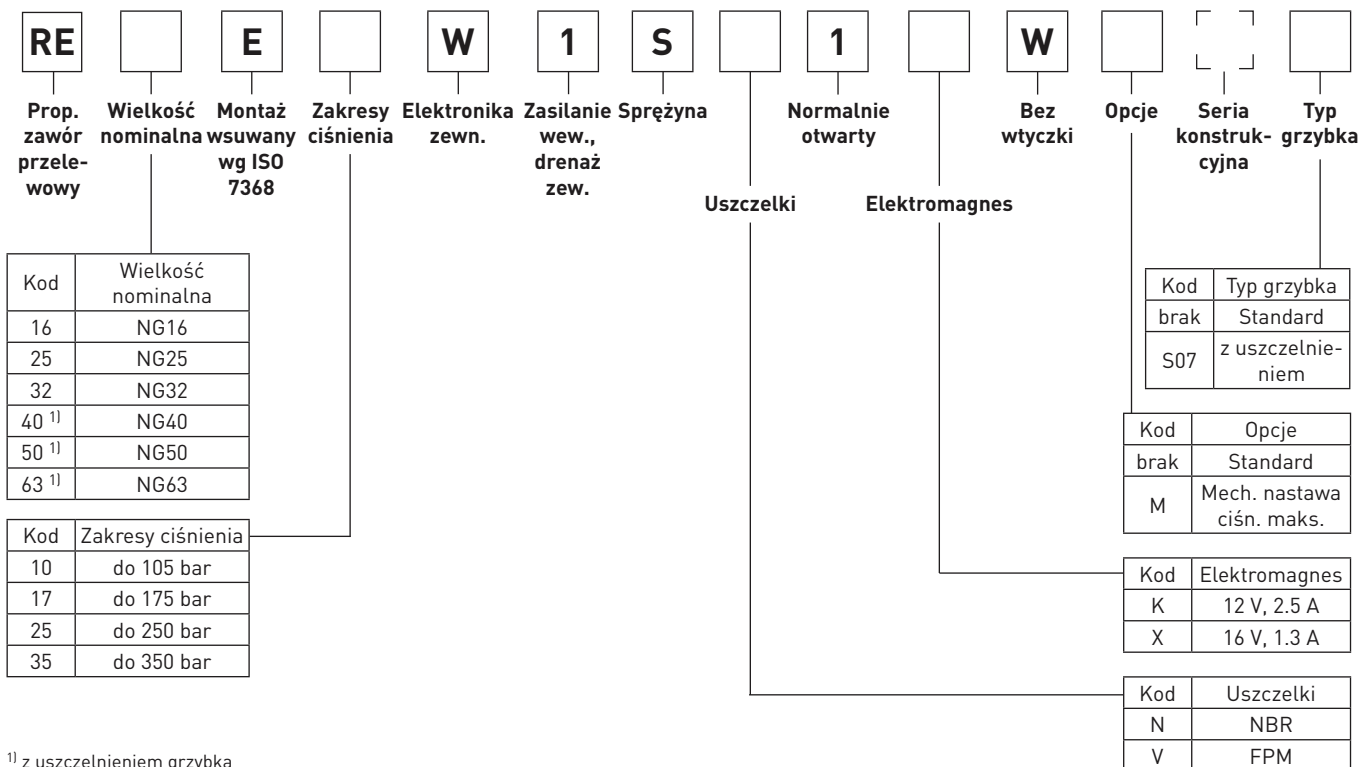 RE E W 1 S 1 W
Prop. zawór przele- wowy
Wielkość nominalna
Montaż wsuwany wg ISO 7368
Zakresy ciśnienia
Elektronika zewn.
Zasilanie wew., drenaż zew.
Sprężyna
Uszczelki
Normalnie otwarty
Elektromagnes
Bez wtyczki
Opcje
Seria konstruk- cyjna
Typ grzybka
Kod Wielkość nominalna
16 NG16
25 NG25
32 NG32
40 1) NG40
50 1) NG50
63 1) NG63
Kod Zakresy ciśnienia
10 do 105 bar
17 do 175 bar
25 do 250 bar
35 do 350 bar
Kod Typ grzybka
brak Standard
S07 z uszczelnie- niem
Kod Opcje
brak Standard
M Mech. nastawa ciśn. maks.
Kod Elektromagnes
K 12 V, 2.5 A
X 16 V, 1.3 A
Kod Uszczelki
N NBR
V FPM
1) z uszczelnieniem grzybka